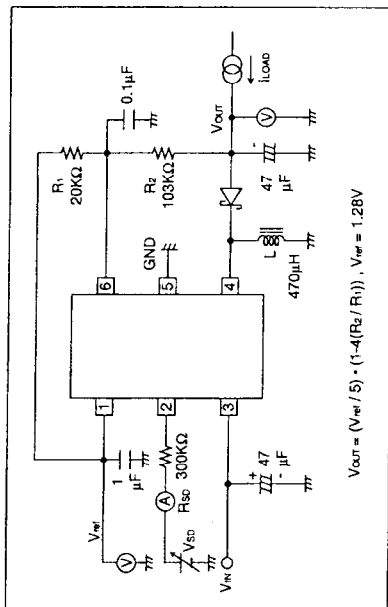 R1
20KΩ
0.1μF
R2
103KΩ
VOUT
iLOAD
V
47
μF
-
GND
L
470μH
6
5
4
1
2
3
Vref
V
1
μF
300KΩ
RSD
A
VSD
VIN
+
47
μF
-
VOUT = (Vref / 5) • (1-4(R2 / R1)) , Vref = 1.28V